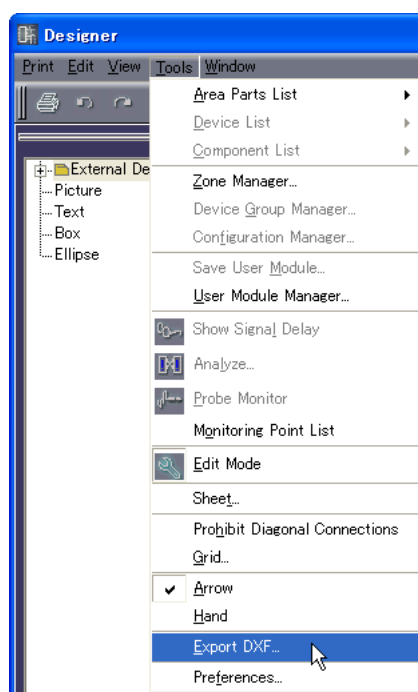 Designer
Print Edit View Tools Window
External De
Picture
Text
Box
Ellipse
Area Parts List
Device List
Component List
Zone Manager...
Device Group Manager...
Configuration Manager...
Save User Module...
User Module Manager...
Show Signal Delay
Analyze...
Probe Monitor
Monitoring Point List
Edit Mode
Sheet...
Prohibit Diagonal Connections
Grid...
Arrow
Hand
Export DXF...
Preferences...